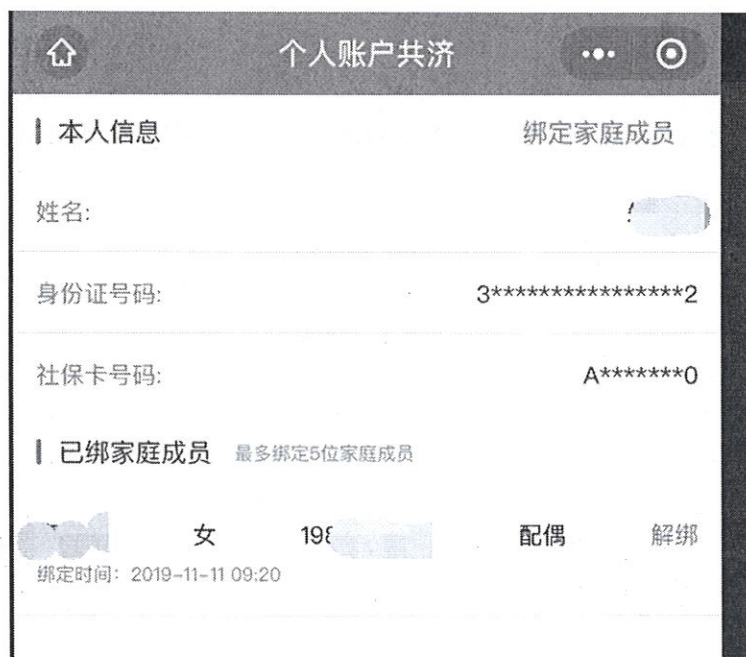 个人账户共济
本人信息 绑定家庭成员
姓名:
身份证号码: 3****************2
社保卡号码: A*******0
已绑家庭成员 最多绑定5位家庭成员
女 198 配偶 解绑
绑定时间: 2019-11-11 09:20